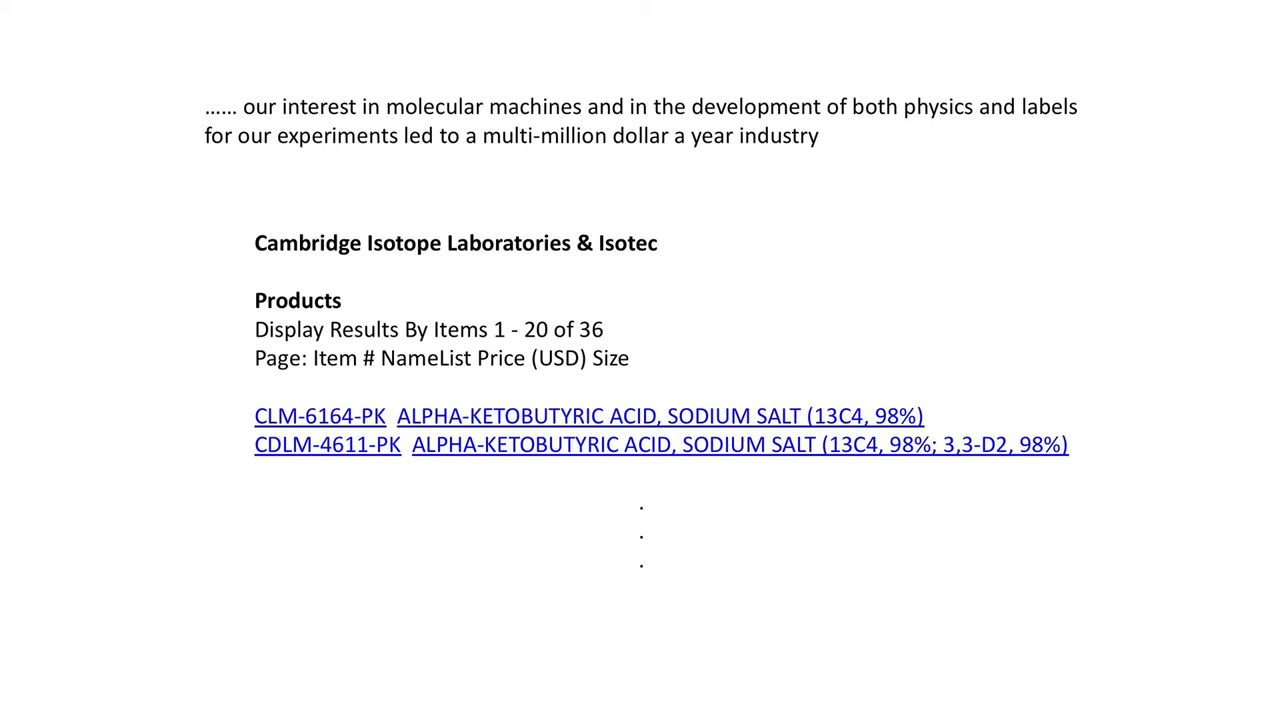 …… our interest in molecular machines and in the development of both physics and labels
for our experiments led to a multi-million dollar a year industry
Cambridge Isotope Laboratories & Isotec
Products
Display Results By Items 1 - 20 of 36
Page: Item # NameList Price (USD) Size
CLM-6164-PK ALPHA-KETOBUTYRIC ACID, SODIUM SALT (13C4, 98%)
CDLM-4611-PK ALPHA-KETOBUTYRIC ACID, SODIUM SALT (13C4, 98%; 3,3-D2, 98%)
.
.
.